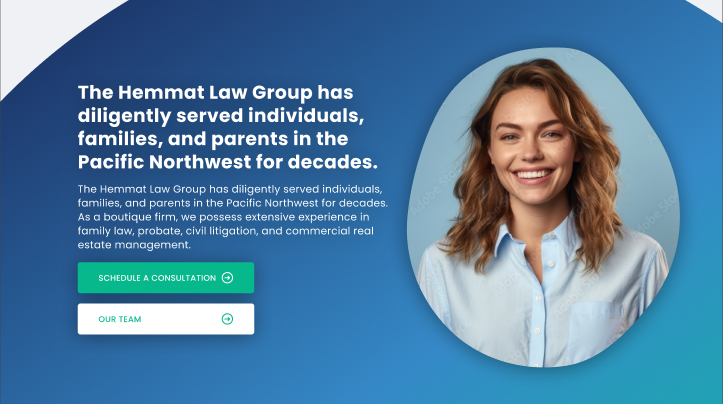 The Hemmat Law Group has
diligently served individuals,
families, and parents in the
Pacific Northwest for decades.
The Hemmat Law Group has diligently served individuals,
families, and parents in the Pacific Northwest for decades.
As a boutique firm, we possess extensive experience in
family law, probate, civil litigation, and commercial real
estate management.
SCHEDULE A CONSULTATION
OUR TEAM